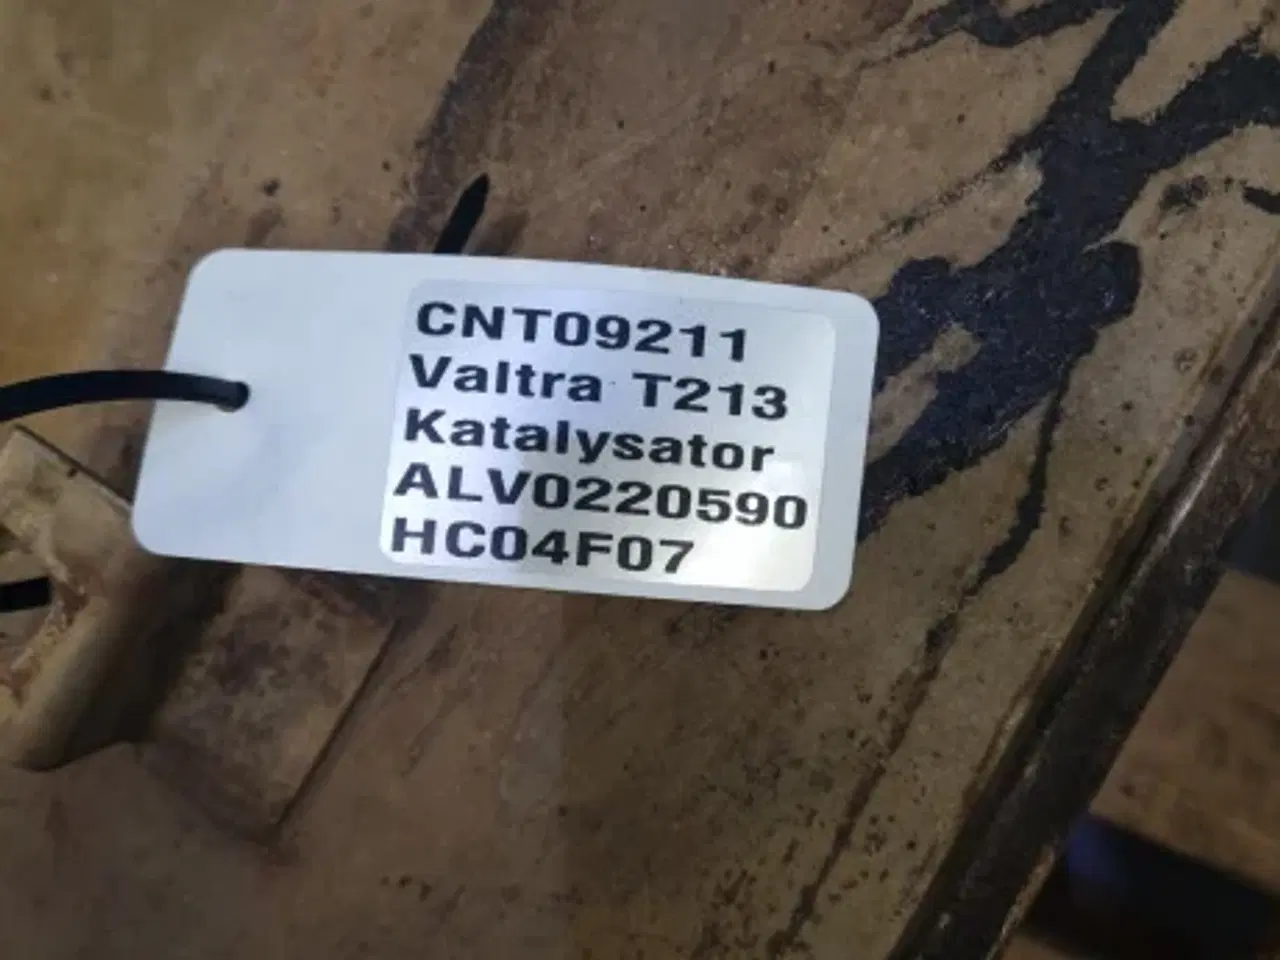 CNT09211
Valtra T213
Katalysator
ALV0220590
HC04F07